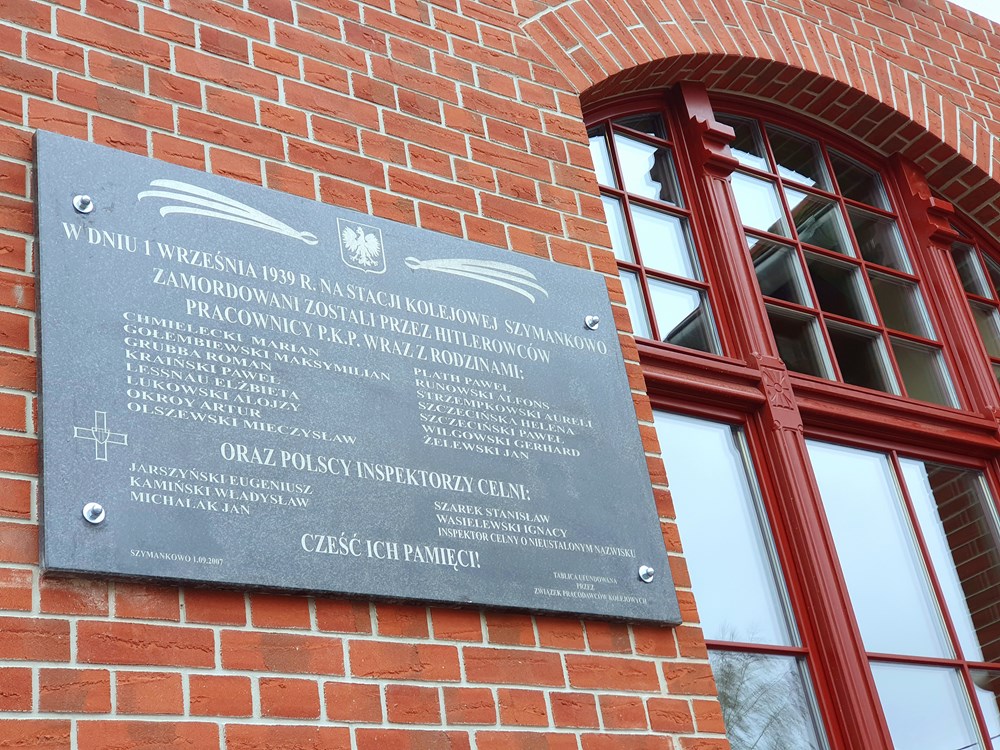 W DNIU 1 WRZEŚNIA 1939 R. NA STACJI KOLEJOWEJ SZYMANKOWO
ZAMORDOWANI ZOSTALI PRZEZ HITLEROWCÓW
PRACOWNICY P.K.P. WRAZ Z RODZINAMI:
CHMIELECKI MARIAN
GOŁEMBIEWSKI MAKSYMILIAN
GRUBBA ROMAN
KRAIŃSKI PAWEŁ
LESSNAU ELŻBIETA
LUKOWSKI ALOJZY
OKROY ARTUR
OLSZEWSKI MIECZYSŁAW
PLATH PAWEŁ
RUNOWSKI ALFONS
STRZEMPKOWSKI AURELI
SZCZECIŃSKA HELENA
SZCZECIŃSKI PAWEŁ
WILGOWSKI GERHARD
ŻELEWSKI JAN
ORAZ POLSCY INSPEKTORZY CELNI:
JARSZYŃSKI EUGENIUSZ
KAMIŃSKI WŁADYSŁAW
MICHALAK JAN
SZAREK STANISŁAW
WASIELEWSKI IGNACY
INSPEKTOR CELNY O NIEUSTALONYM NAZWISKU
CZEŚĆ ICH PAMIĘCI!
SZYMANKOWO 1.09.2007
TABLICA UFUNDOWANA
PRZEZ
ZWIĄZEK PRACODAWCÓW KOLEJOWYCH